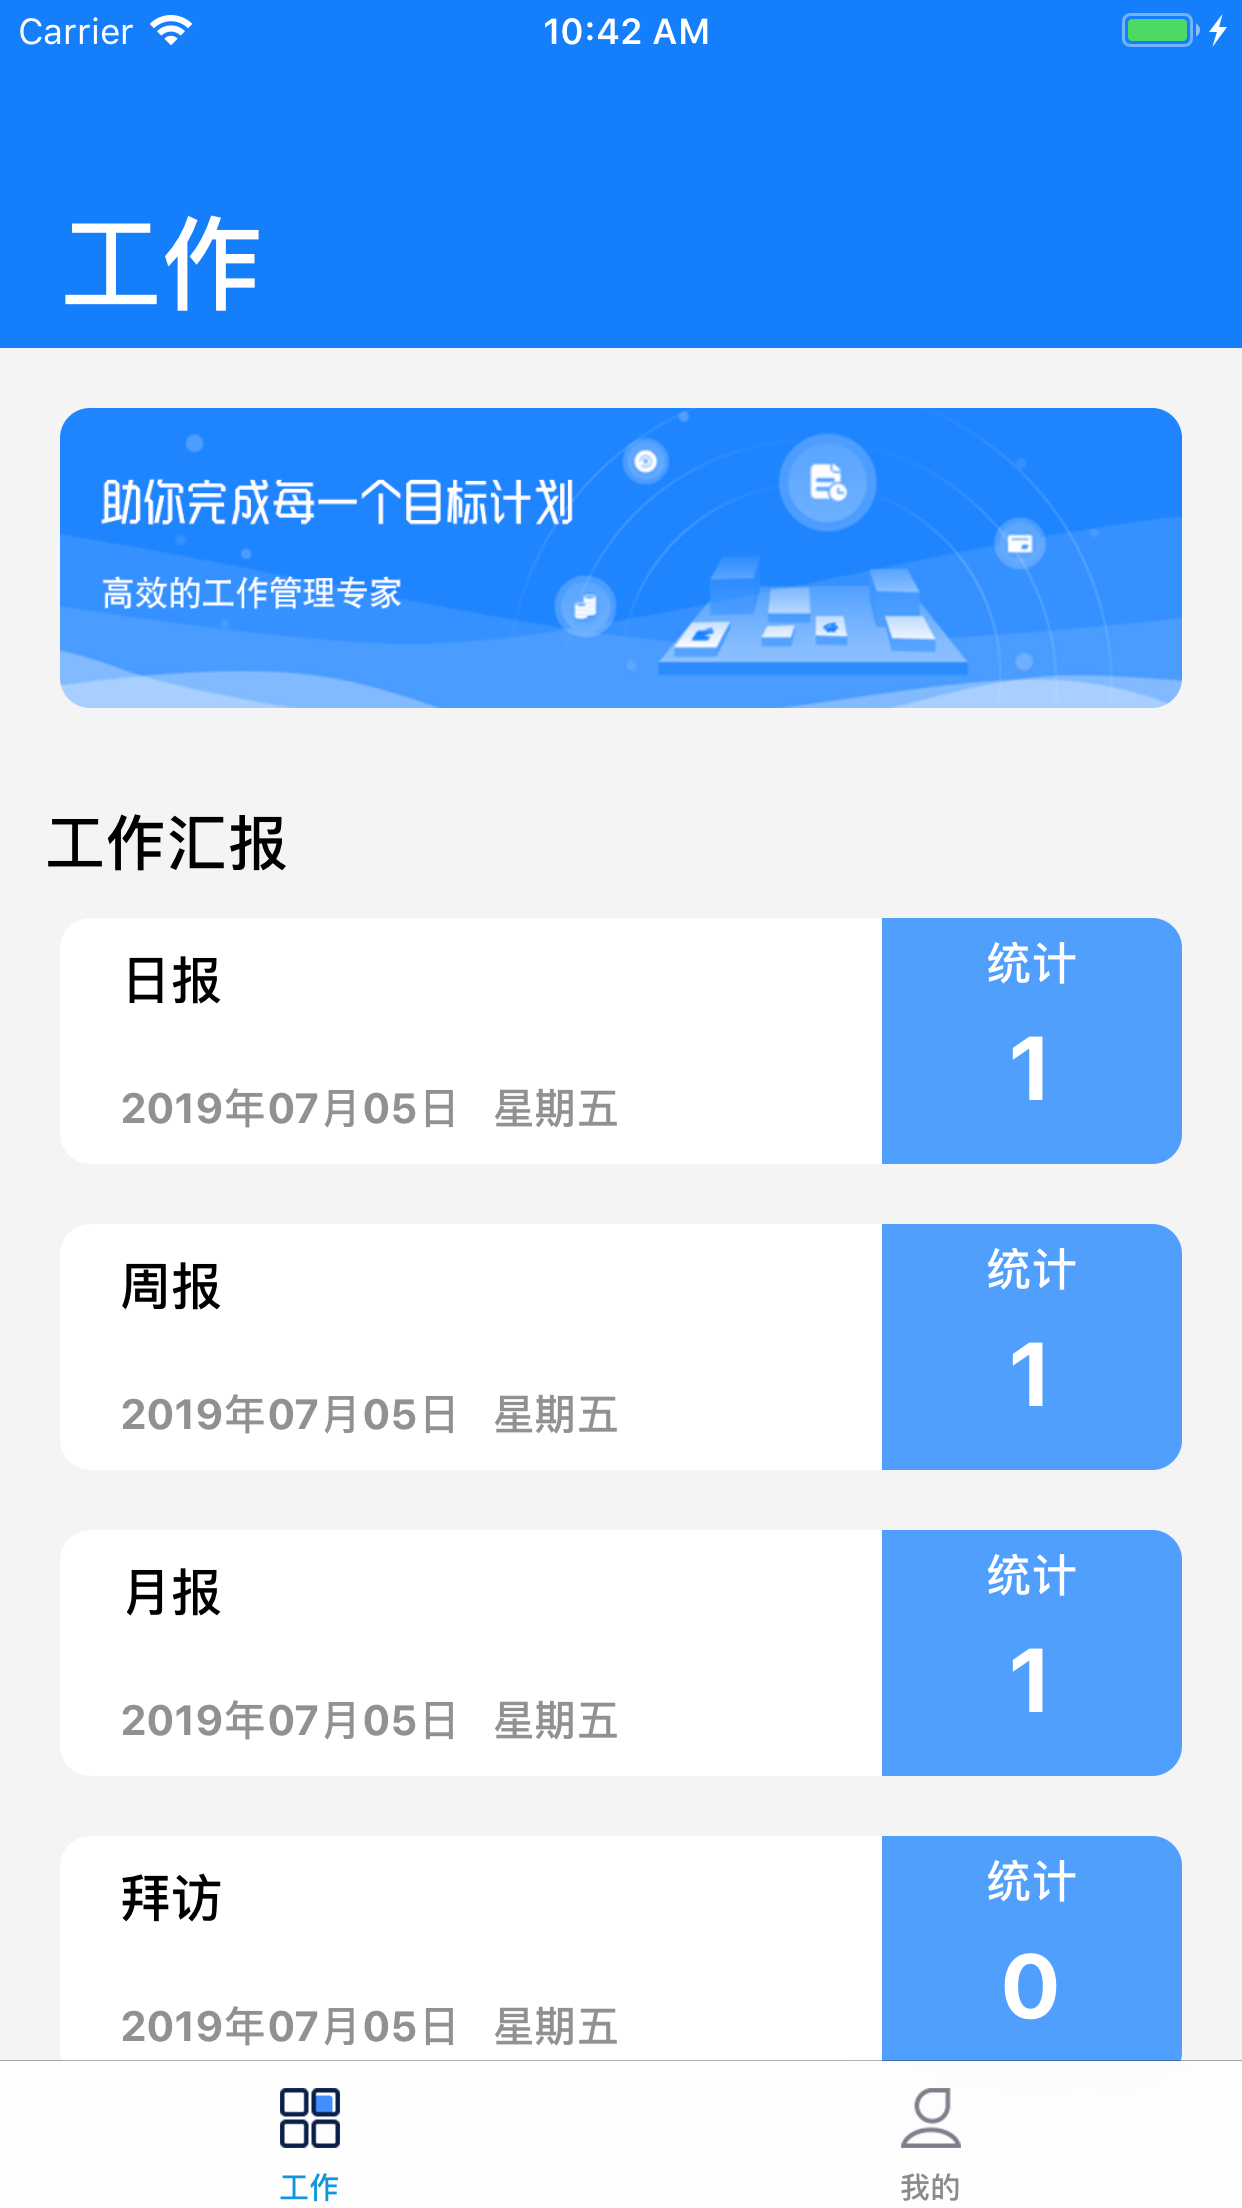 Carrier 10:42 AM
工作
助你完成每一个目标计划
高效的工作管理专家
工作汇报
日报
统计
1
2019年07月05日 星期五
周报
统计
1
2019年07月05日 星期五
月报
统计
1
2019年07月05日 星期五
拜访
统计
0
2019年07月05日 星期五
工作 我的